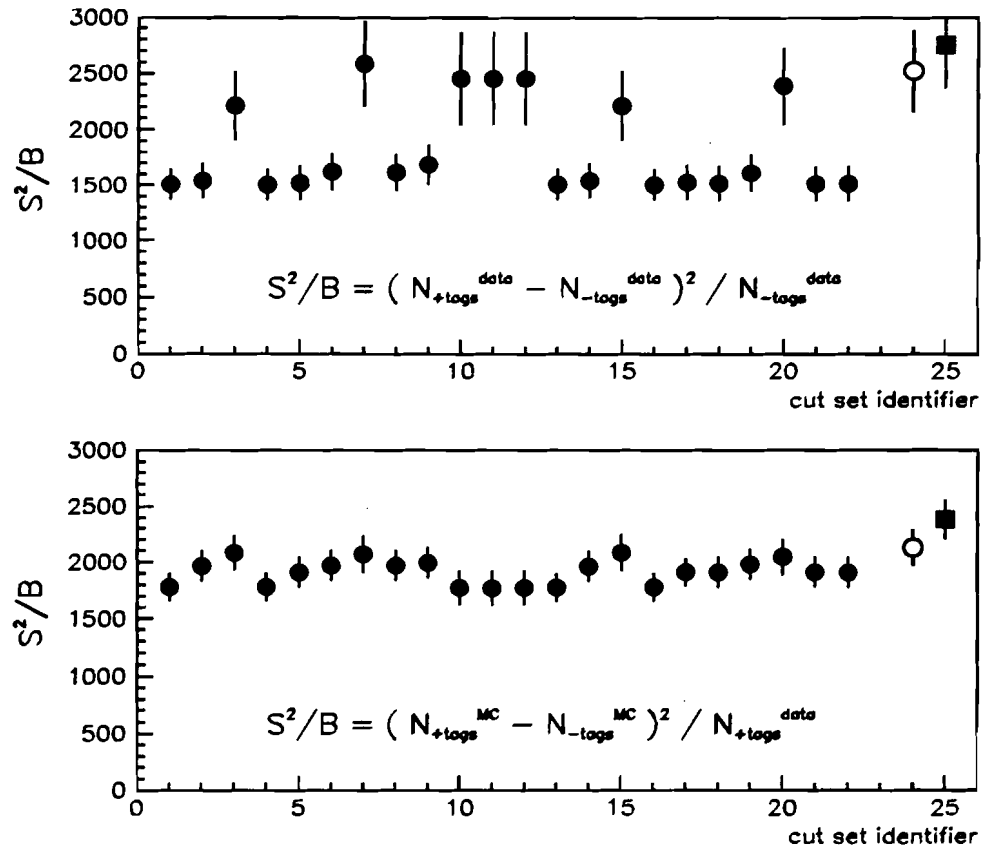 3000
2500
2000
1500
1000
500
0
S²/B
S²/B = ( N₊tags^data − N₋tags^data )² / N₋tags^data
0 5 10 15 20 25
cut set identifier
3000
2500
2000
1500
1000
500
0
S²/B
S²/B = ( N₊tags^MC − N₋tags^MC )² / N₊tags^data
0 5 10 15 20 25
cut set identifier